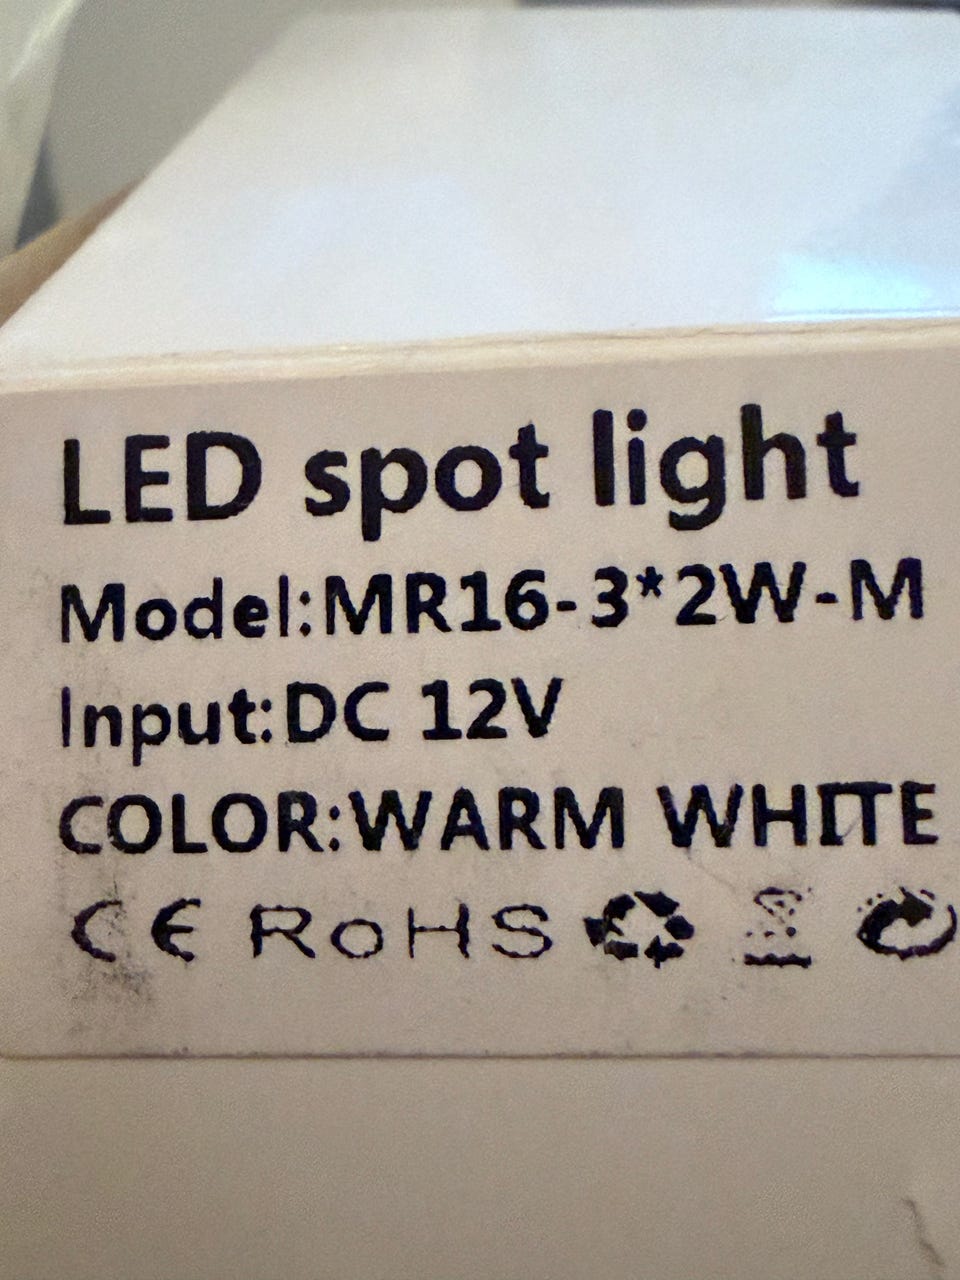 LED spot light
Model:MR16-3*2W-M
Input:DC 12V
COLOR:WARM WHITE
CE RoHS